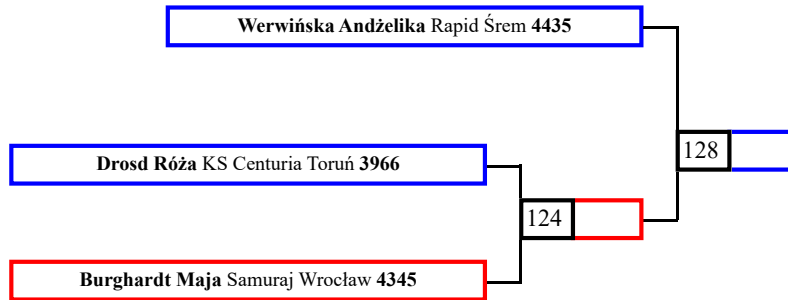 Werwińska Andżelika Rapid Śrem 4435
128
Drosd Róża KS Centuria Toruń 3966
124
Burghardt Maja Samuraj Wrocław 4345